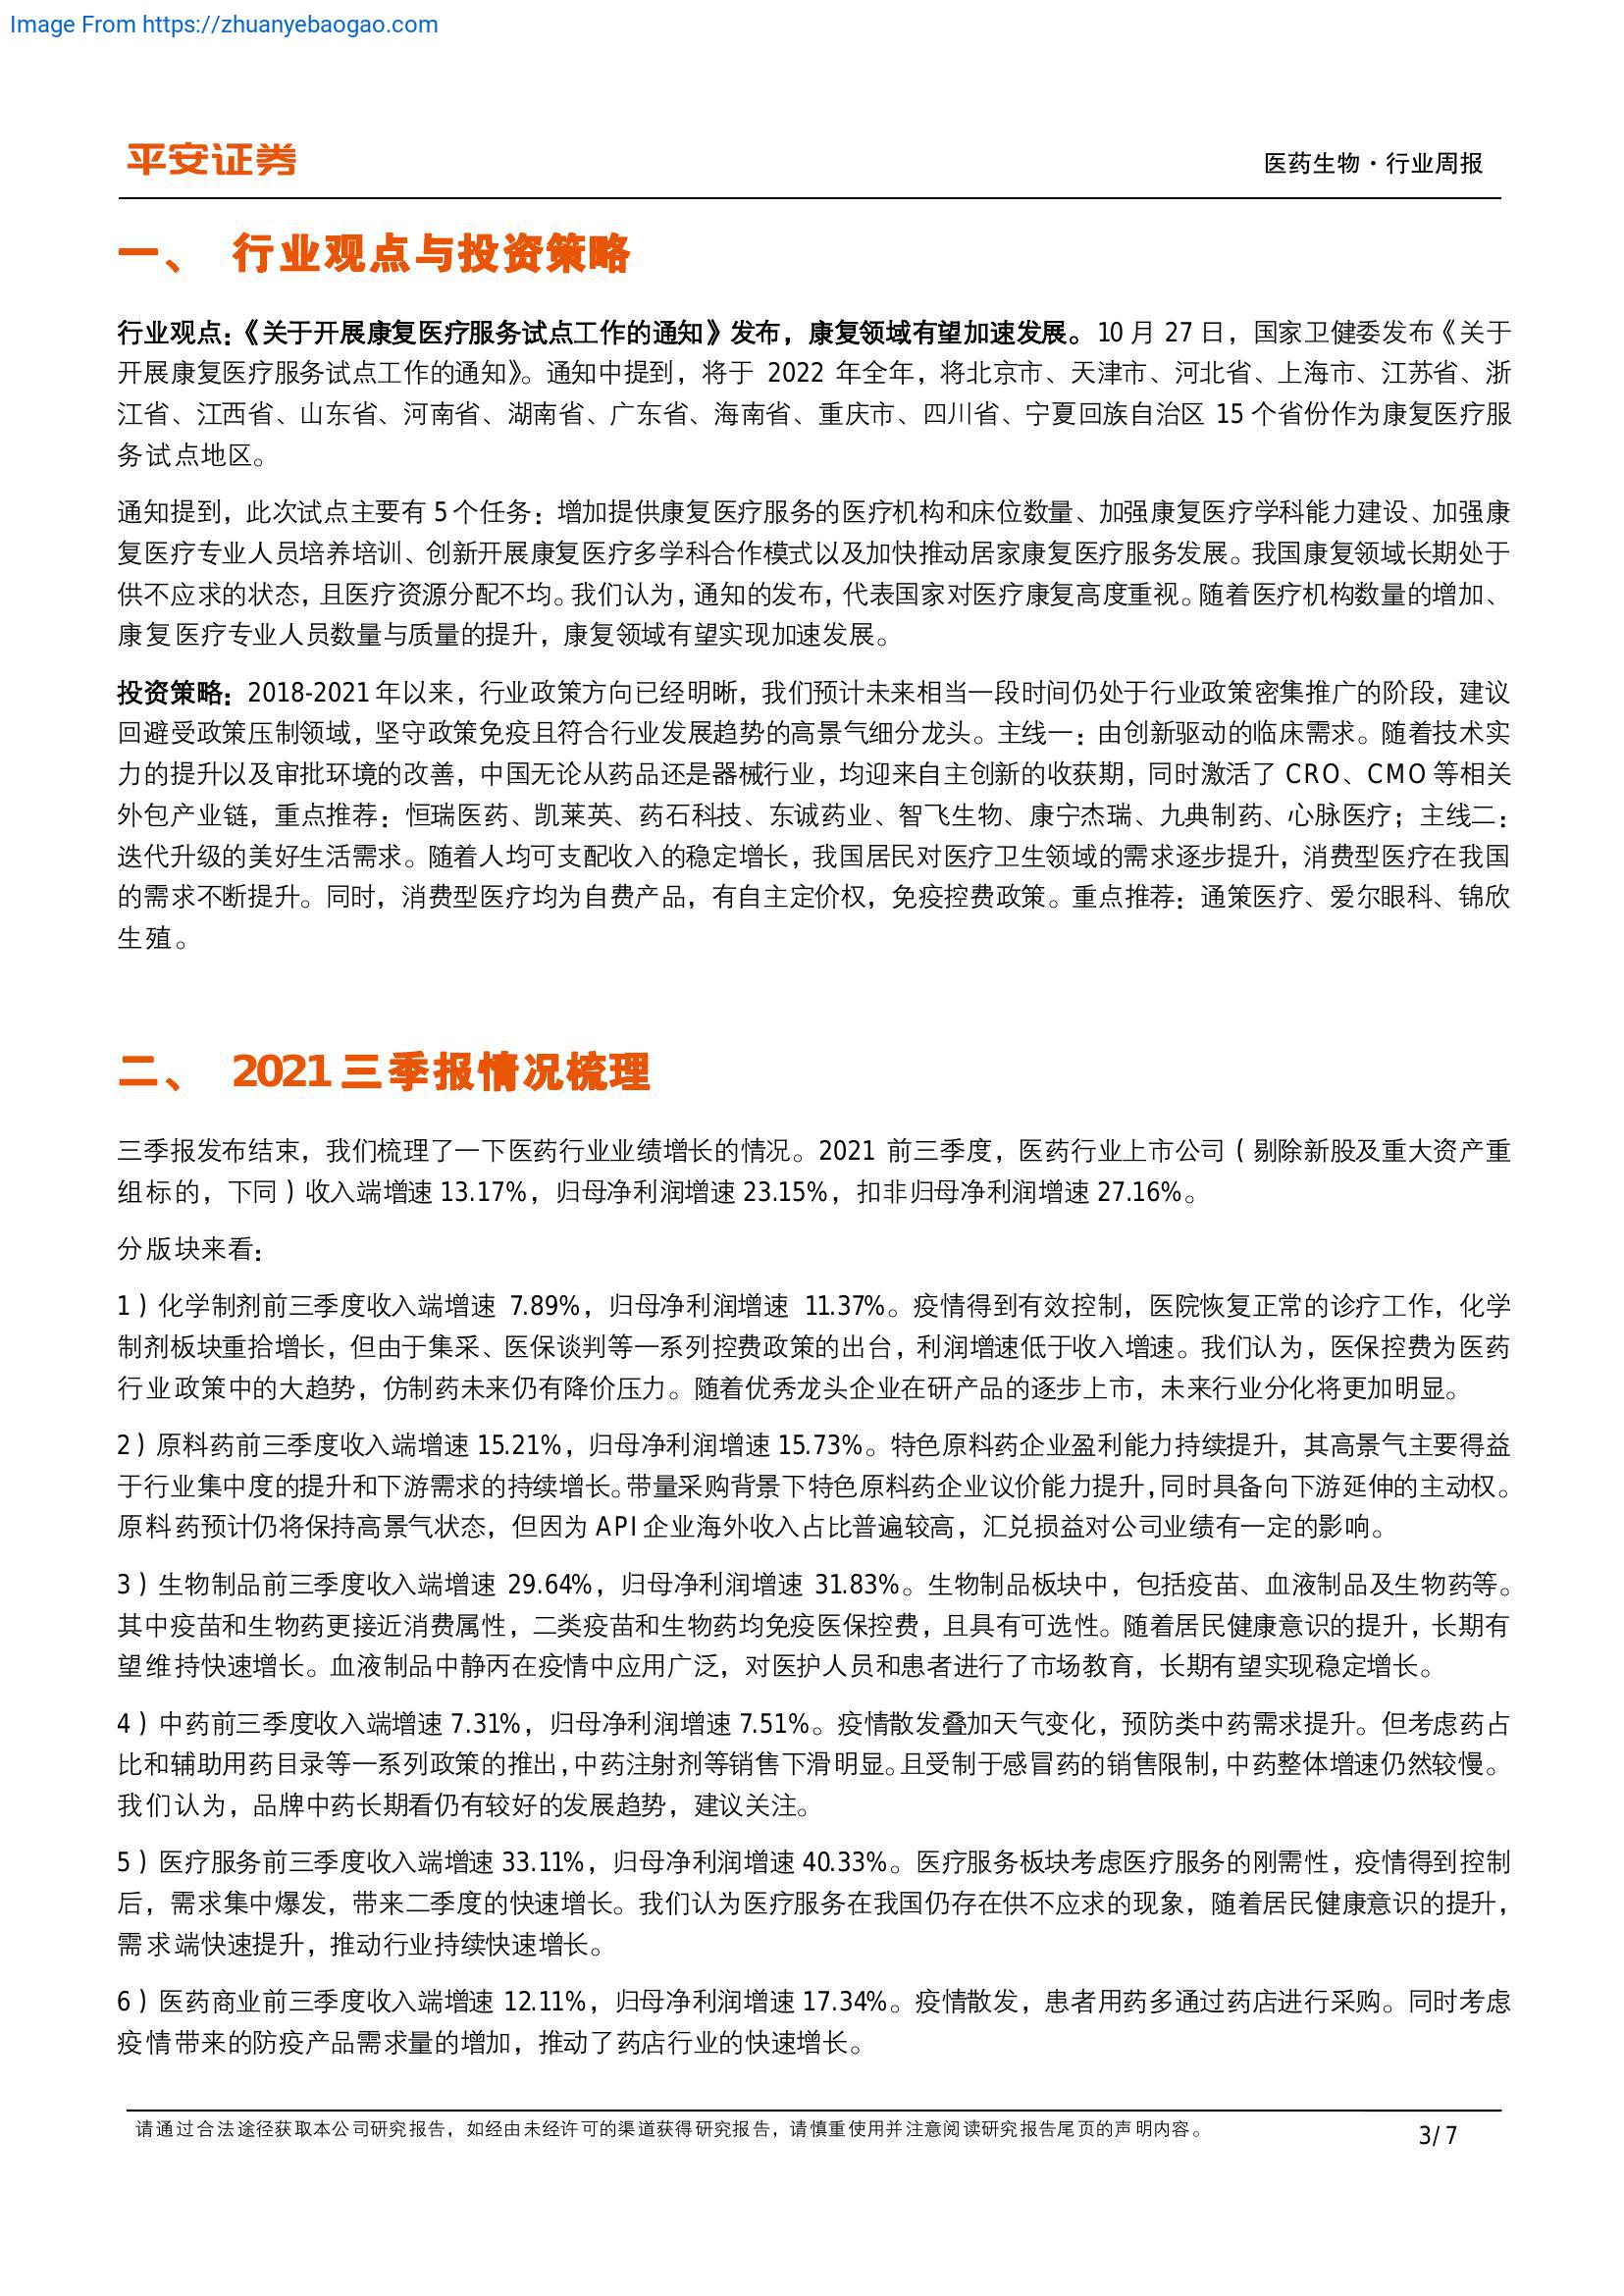 Image From https://zhuanyebaogao.com
平安证券
医药生物·行业周报
一、 行业观点与投资策略
行业观点：《关于开展康复医疗服务试点工作的通知》发布，康复领域有望加速发展。10 月 27 日，国家卫健委发布《关于
开展康复医疗服务试点工作的通知》。通知中提到，将于 2022 年全年，将北京市、天津市、河北省、上海市、江苏省、浙
江省、江西省、山东省、河南省、湖南省、广东省、海南省、重庆市、四川省、宁夏回族自治区 15 个省份作为康复医疗服
务试点地区。
通知提到，此次试点主要有 5 个任务：增加提供康复医疗服务的医疗机构和床位数量、加强康复医疗学科能力建设、加强康
复医疗专业人员培养培训、创新开展康复医疗多学科合作模式以及加快推动居家康复医疗服务发展。我国康复领域长期处于
供不应求的状态，且医疗资源分配不均。我们认为，通知的发布，代表国家对医疗康复高度重视。随着医疗机构数量的增加、
康复医疗专业人员数量与质量的提升，康复领域有望实现加速发展。
投资策略：2018-2021 年以来，行业政策方向已经明晰，我们预计未来相当一段时间仍处于行业政策密集推广的阶段，建议
回避受政策压制领域，坚守政策免疫且符合行业发展趋势的高景气细分龙头。主线一：由创新驱动的临床需求。随着技术实
力的提升以及审批环境的改善，中国无论从药品还是器械行业，均迎来自主创新的收获期，同时激活了 CRO、CMO 等相关
外包产业链，重点推荐：恒瑞医药、凯莱英、药石科技、东诚药业、智飞生物、康宁杰瑞、九典制药、心脉医疗；主线二：
迭代升级的美好生活需求。随着人均可支配收入的稳定增长，我国居民对医疗卫生领域的需求逐步提升，消费型医疗在我国
的需求不断提升。同时，消费型医疗均为自费产品，有自主定价权，免疫控费政策。重点推荐：通策医疗、爱尔眼科、锦欣
生殖。
二、 2021 三季报情况梳理
三季报发布结束，我们梳理了一下医药行业业绩增长的情况。2021 前三季度，医药行业上市公司（剔除新股及重大资产重
组标的，下同）收入端增速 13.17%，归母净利润增速 23.15%，扣非归母净利润增速 27.16%。
分版块来看：
1）化学制剂前三季度收入端增速 7.89%，归母净利润增速 11.37%。疫情得到有效控制，医院恢复正常的诊疗工作，化学
制剂板块重拾增长，但由于集采、医保谈判等一系列控费政策的出台，利润增速低于收入增速。我们认为，医保控费为医药
行业政策中的大趋势，仿制药未来仍有降价压力。随着优秀龙头企业在研产品的逐步上市，未来行业分化将更加明显。
2）原料药前三季度收入端增速 15.21%，归母净利润增速 15.73%。特色原料药企业盈利能力持续提升，其高景气主要得益
于行业集中度的提升和下游需求的持续增长。带量采购背景下特色原料药企业议价能力提升，同时具备向下游延伸的主动权。
原料药预计仍将保持高景气状态，但因为 API 企业海外收入占比普遍较高，汇兑损益对公司业绩有一定的影响。
3）生物制品前三季度收入端增速 29.64%，归母净利润增速 31.83%。生物制品板块中，包括疫苗、血液制品及生物药等。
其中疫苗和生物药更接近消费属性，二类疫苗和生物药均免疫医保控费，且具有可选性。随着居民健康意识的提升，长期有
望维持快速增长。血液制品中静丙在疫情中应用广泛，对医护人员和患者进行了市场教育，长期有望实现稳定增长。
4）中药前三季度收入端增速 7.31%，归母净利润增速 7.51%。疫情散发叠加天气变化，预防类中药需求提升。但考虑药占
比和辅助用药目录等一系列政策的推出，中药注射剂等销售下滑明显。且受制于感冒药的销售限制，中药整体增速仍然较慢。
我们认为，品牌中药长期看仍有较好的发展趋势，建议关注。
5）医疗服务前三季度收入端增速 33.11%，归母净利润增速 40.33%。医疗服务板块考虑医疗服务的刚需性，疫情得到控制
后，需求集中爆发，带来二季度的快速增长。我们认为医疗服务在我国仍存在供不应求的现象，随着居民健康意识的提升，
需求端快速提升，推动行业持续快速增长。
6）医药商业前三季度收入端增速 12.11%，归母净利润增速 17.34%。疫情散发，患者用药多通过药店进行采购。同时考虑
疫情带来的防疫产品需求量的增加，推动了药店行业的快速增长。
请通过合法途径获取本公司研究报告，如经由未经许可的渠道获得研究报告，请慎重使用并注意阅读研究报告尾页的声明内容。
3/ 7